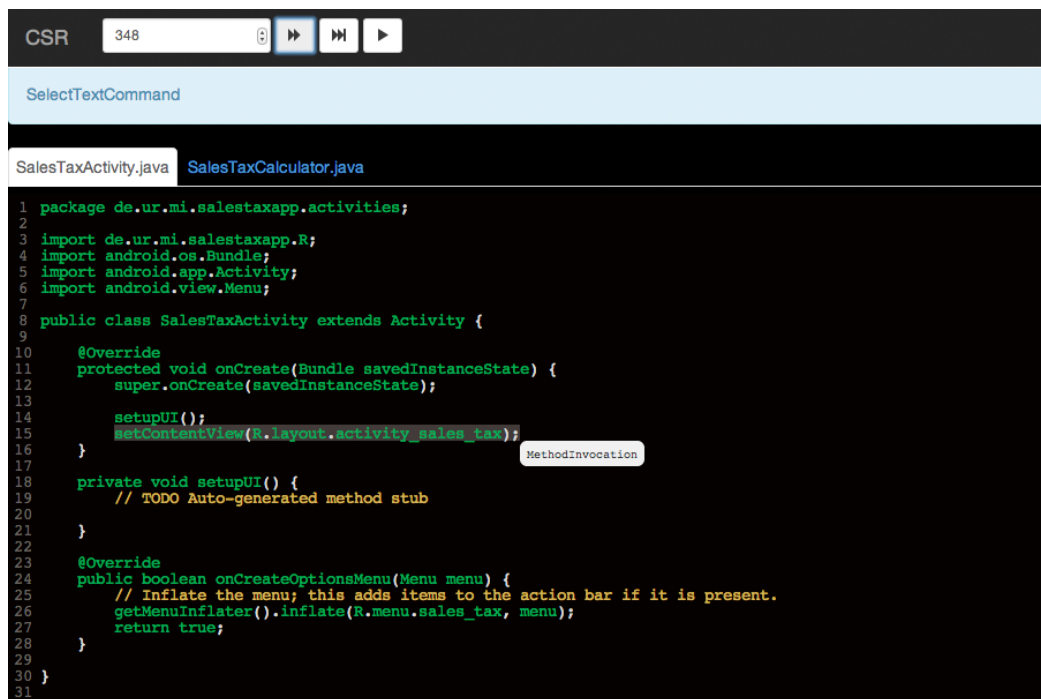 CSR 348
SelectTextCommand
SalesTaxActivity.java SalesTaxCalculator.java
1 package de.ur.mi.salestaxapp.activities;
2
3 import de.ur.mi.salestaxapp.R;
4 import android.os.Bundle;
5 import android.app.Activity;
6 import android.view.Menu;
7
8 public class SalesTaxActivity extends Activity {
9
10 @Override
11 protected void onCreate(Bundle savedInstanceState) {
12 super.onCreate(savedInstanceState);
13
14 setupUI();
15 setContentView(R.layout.activity_sales_tax);
16 }
MethodInvocation
17
18 private void setupUI() {
19 // TODO Auto-generated method stub
20
21 }
22
23 @Override
24 public boolean onCreateOptionsMenu(Menu menu) {
25 // Inflate the menu; this adds items to the action bar if it is present.
26 getMenuInflater().inflate(R.menu.sales_tax, menu);
27 return true;
28 }
29
30 }
31